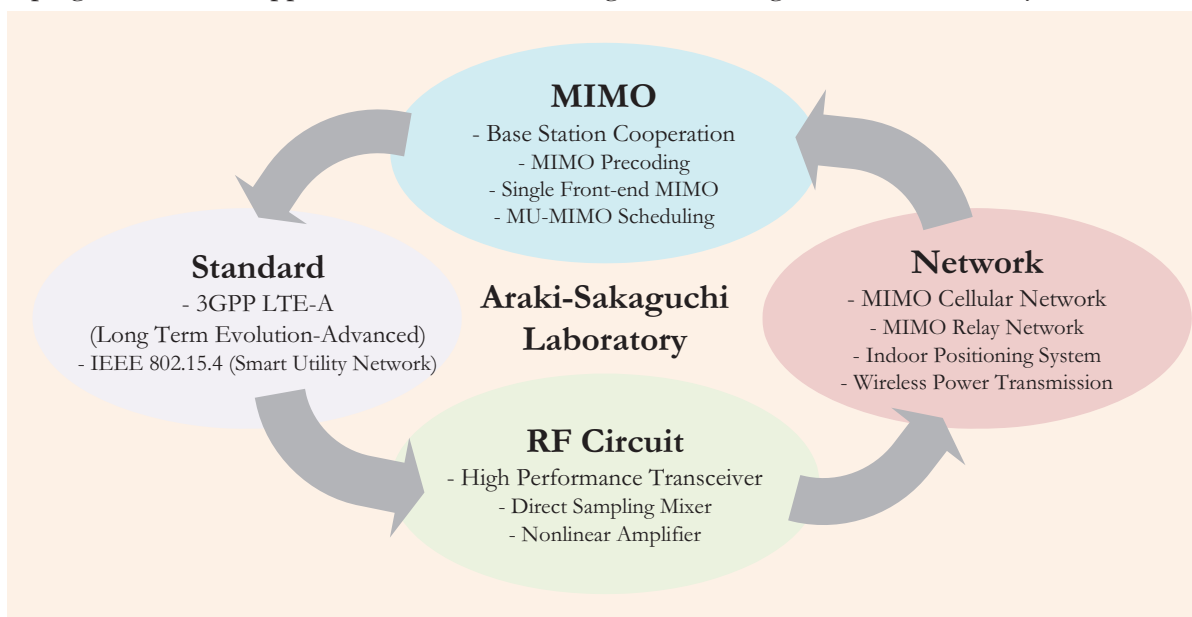 MIMO
- Base Station Cooperation
- MIMO Precoding
- Single Front-end MIMO
- MU-MIMO Scheduling
Standard
- 3GPP LTE-A
(Long Term Evolution-Advanced)
- IEEE 802.15.4 (Smart Utility Network)
Araki-Sakaguchi
Laboratory
Network
- MIMO Cellular Network
- MIMO Relay Network
- Indoor Positioning System
- Wireless Power Transmission
RF Circuit
- High Performance Transceiver
- Direct Sampling Mixer
- Nonlinear Amplifier